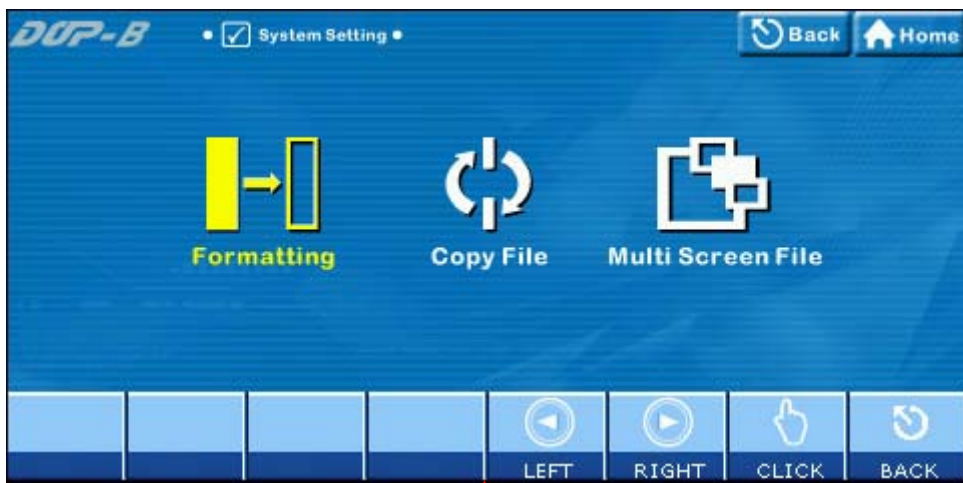 DOP-B • System Setting • Back Home
Formatting Copy File Multi Screen File
LEFT RIGHT CLICK BACK